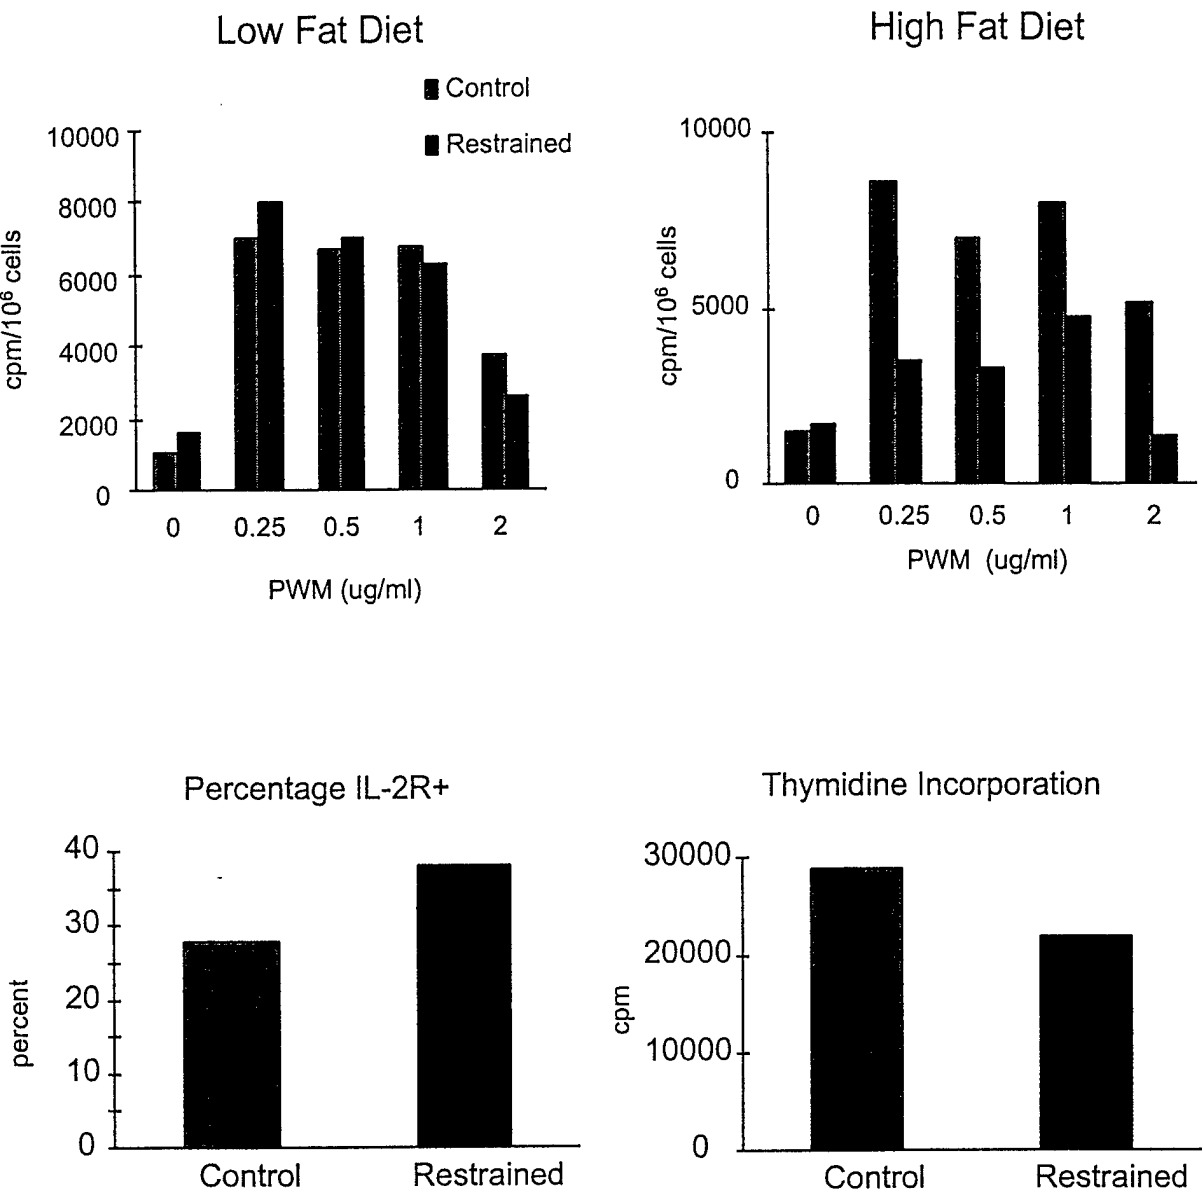 Low Fat Diet
Control
Restrained
10000
8000
6000
4000
2000
0
cpm/10⁶ cells
0 0.25 0.5 1 2
PWM (ug/ml)
High Fat Diet
10000
5000
0
cpm/10⁶ cells
0 0.25 0.5 1 2
PWM (ug/ml)
Percentage IL-2R+
40
30
20
10
0
percent
Control Restrained
Thymidine Incorporation
30000
20000
10000
0
cpm
Control Restrained